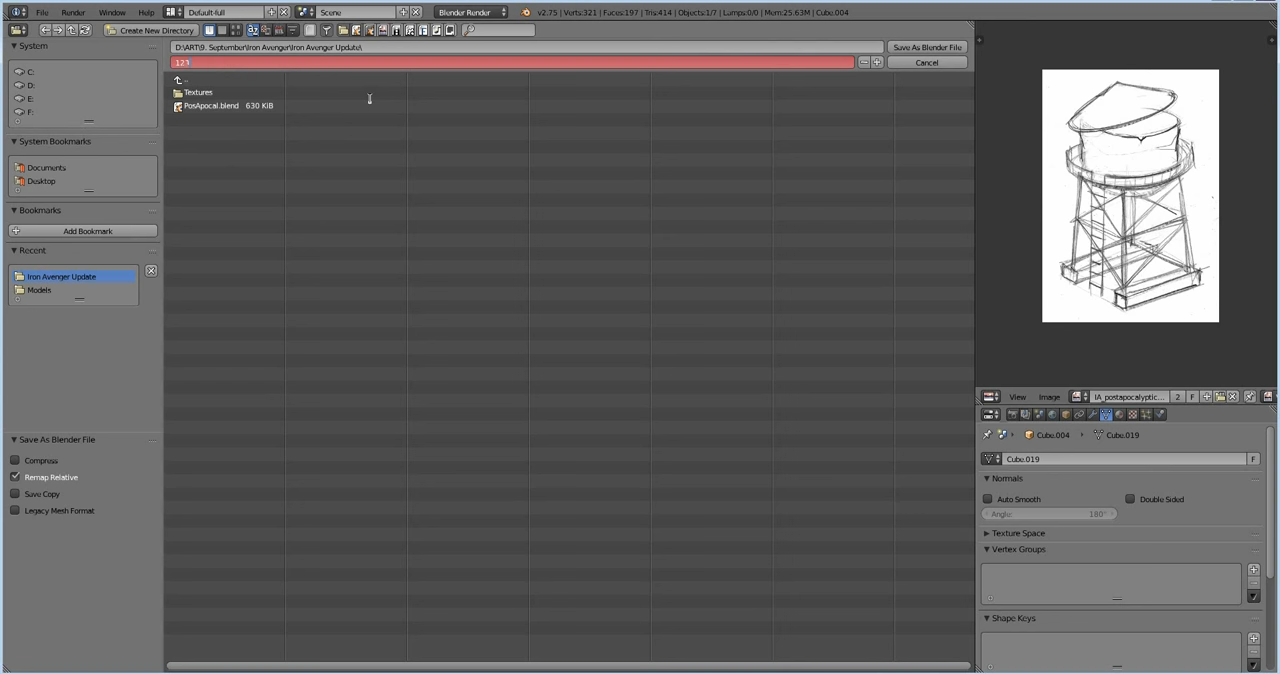 File Render Window Help Default-full Scene Blender Render v2.75 | Verts:321 | Faces:197 | Tris:414 | Objects:1/7 | Lamps:0/0 | Mem:25.63M | Cube.004
Create New Directory
System
C:
D:
E:
F:
System Bookmarks
Documents
Desktop
Bookmarks
Add Bookmark
Recent
Iron Avenger Update
Models
Save As Blender File
Compress
Remap Relative
Save Copy
Legacy Mesh Format
D:\ART\9. September\Iron Avenger\Iron Avenger Update\
Save As Blender File
Cancel
..
Textures
PosApocal.blend 630 KiB
View Image IA_postapocalyptic... 2 F
Cube.004 Cube.019
Cube.019 F
Normals
Auto Smooth Double Sided
Angle: 180°
Texture Space
Vertex Groups
Shape Keys